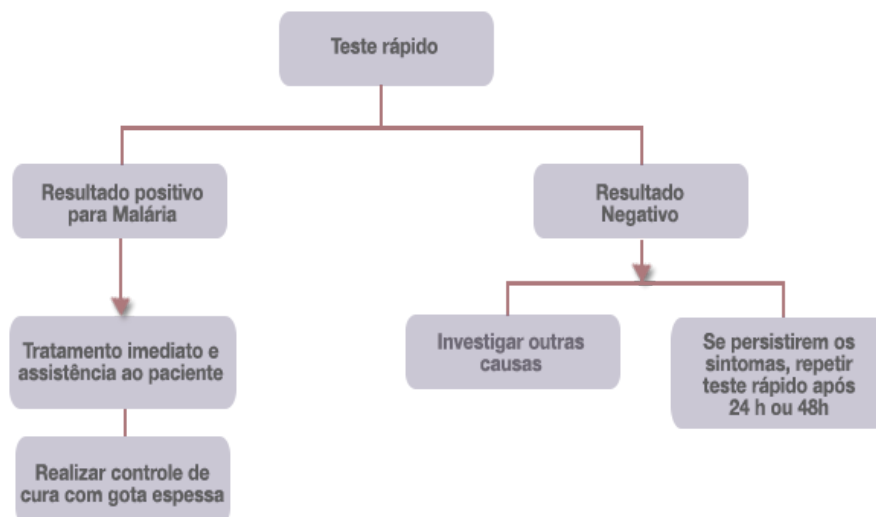 Teste rápido
Resultado positivo
para Malária
Resultado
Negativo
Tratamento imediato e
assistência ao paciente
Investigar outras
causas
Se persistirem os
sintomas, repetir
teste rápido após
24 h ou 48h
Realizar controle de
cura com gota espessa